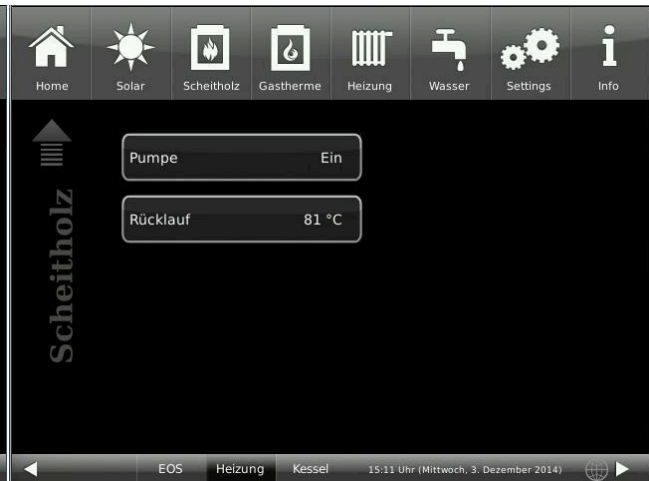 Home Solar Scheitholz Gastherme Heizung Wasser Settings Info
Scheitholz
Pumpe Ein
Rücklauf 81 °C
EOS Heizung Kessel 15:11 Uhr (Mittwoch, 3. Dezember 2014)